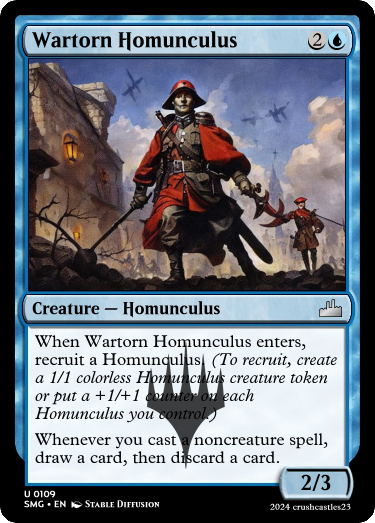 Wartorn Homunculus 2
Creature — Homunculus
When Wartorn Homunculus enters,
recruit a Homunculus. (To recruit, create
a 1/1 colorless Homunculus creature token
or put a +1/+1 counter on each
Homunculus you control.)
Whenever you cast a noncreature spell,
draw a card, then discard a card.
2/3
U 0109
SMG • EN Stable Diffusion
2024 crushcastles23